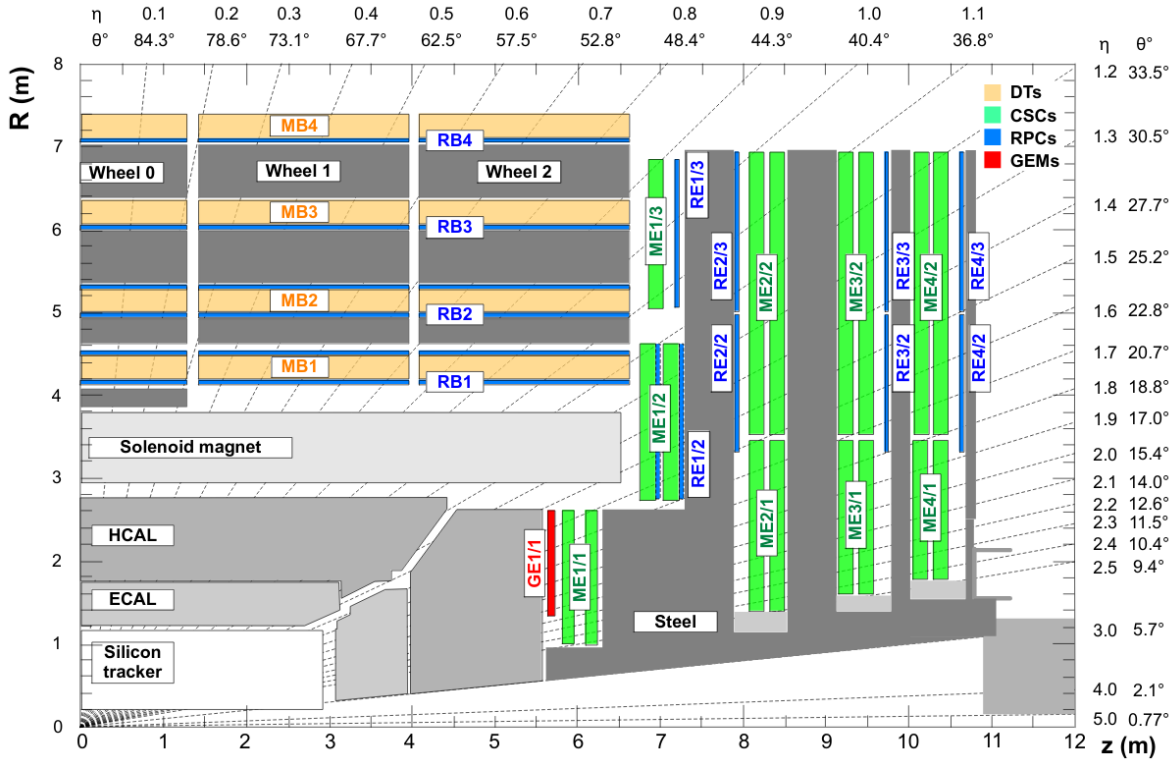 η 0.1 0.2 0.3 0.4 0.5 0.6 0.7 0.8 0.9 1.0 1.1
θ° 84.3° 78.6° 73.1° 67.7° 62.5° 57.5° 52.8° 48.4° 44.3° 40.4° 36.8° η θ°
R (m)
8
7
6
5
4
3
2
1
0
1.2 33.5°
1.3 30.5°
1.4 27.7°
1.5 25.2°
1.6 22.8°
1.7 20.7°
1.8 18.8°
1.9 17.0°
2.0 15.4°
2.1 14.0°
2.2 12.6°
2.3 11.5°
2.4 10.4°
2.5 9.4°
3.0 5.7°
4.0 2.1°
5.0 0.77°
DTs
CSCs
RPCs
GEMs
MB4
RB4
Wheel 0
Wheel 1
Wheel 2
MB3
RB3
MB2
RB2
MB1
RB1
Solenoid magnet
HCAL
ECAL
Silicon
tracker
Steel
GE1/1
ME1/1
ME1/2
ME1/3
RE1/2
RE1/3
RE2/2
RE2/3
ME2/1
ME2/2
ME3/1
ME3/2
RE3/2
RE3/3
ME4/1
ME4/2
RE4/2
RE4/3
0 1 2 3 4 5 6 7 8 9 10 11 12
z (m)